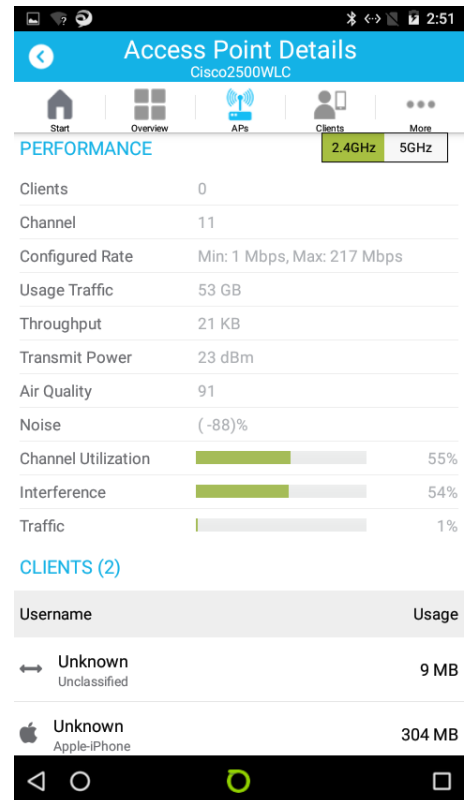 2:51
Access Point Details
Cisco2500WLC
Start Overview APs Clients More
PERFORMANCE 2.4GHz 5GHz
Clients 0
Channel 11
Configured Rate Min: 1 Mbps, Max: 217 Mbps
Usage Traffic 53 GB
Throughput 21 KB
Transmit Power 23 dBm
Air Quality 91
Noise ( -88)%
Channel Utilization 55%
Interference 54%
Traffic 1%
CLIENTS (2)
Username Usage
Unknown 9 MB
Unclassified
Unknown 304 MB
Apple-iPhone